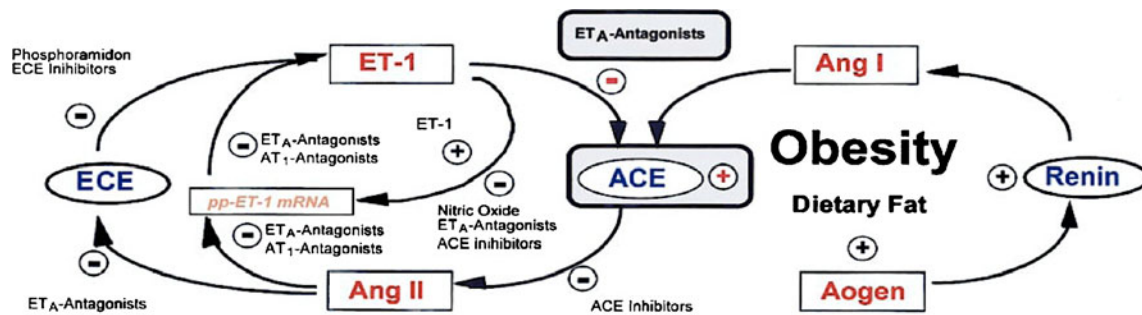 Phosphoramidon
ECE Inihibitors
−
ET-1
ETA-Antagonists
−
Ang I
ET-1
+
− ETA-Antagonists
AT1-Antagonists
ECE
pp-ET-1 mRNA
− ETA-Antagonists
AT1-Antagonists
−
Nitric Oxide
ETA-Antagonists
ACE inhibitors
ACE +
Obesity
Dietary Fat
+
+ Renin
−
ETA-Antagonists
Ang II
−
ACE Inhibitors
Aogen